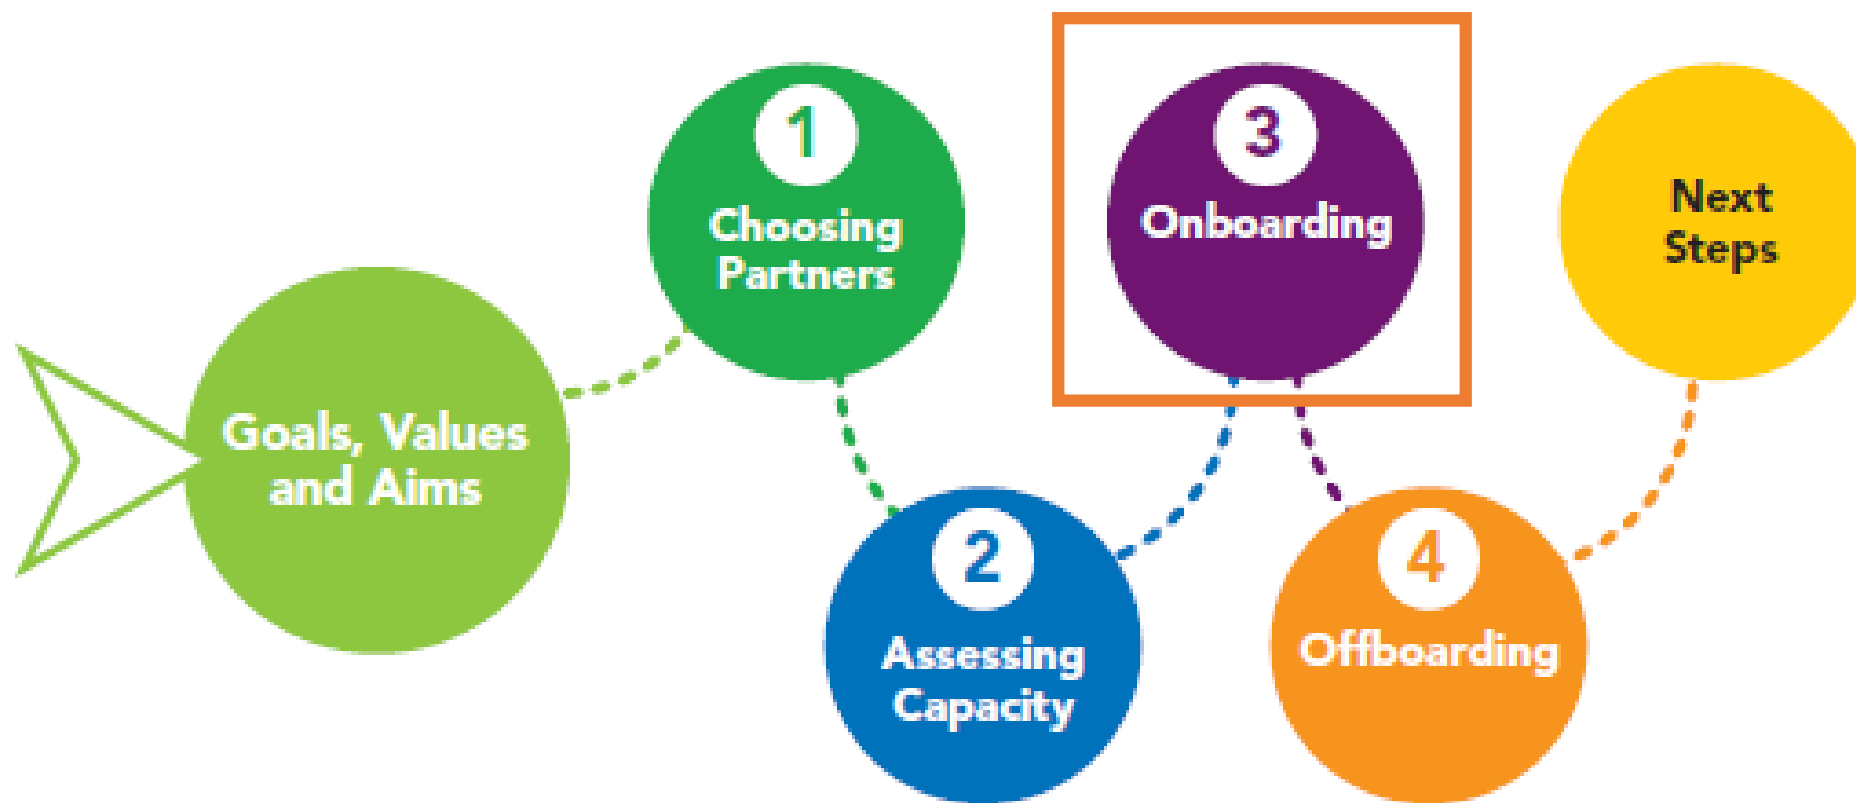 Goals, Values
and Aims
1
Choosing
Partners
2
Assessing
Capacity
3
Onboarding
4
Offboarding
Next
Steps